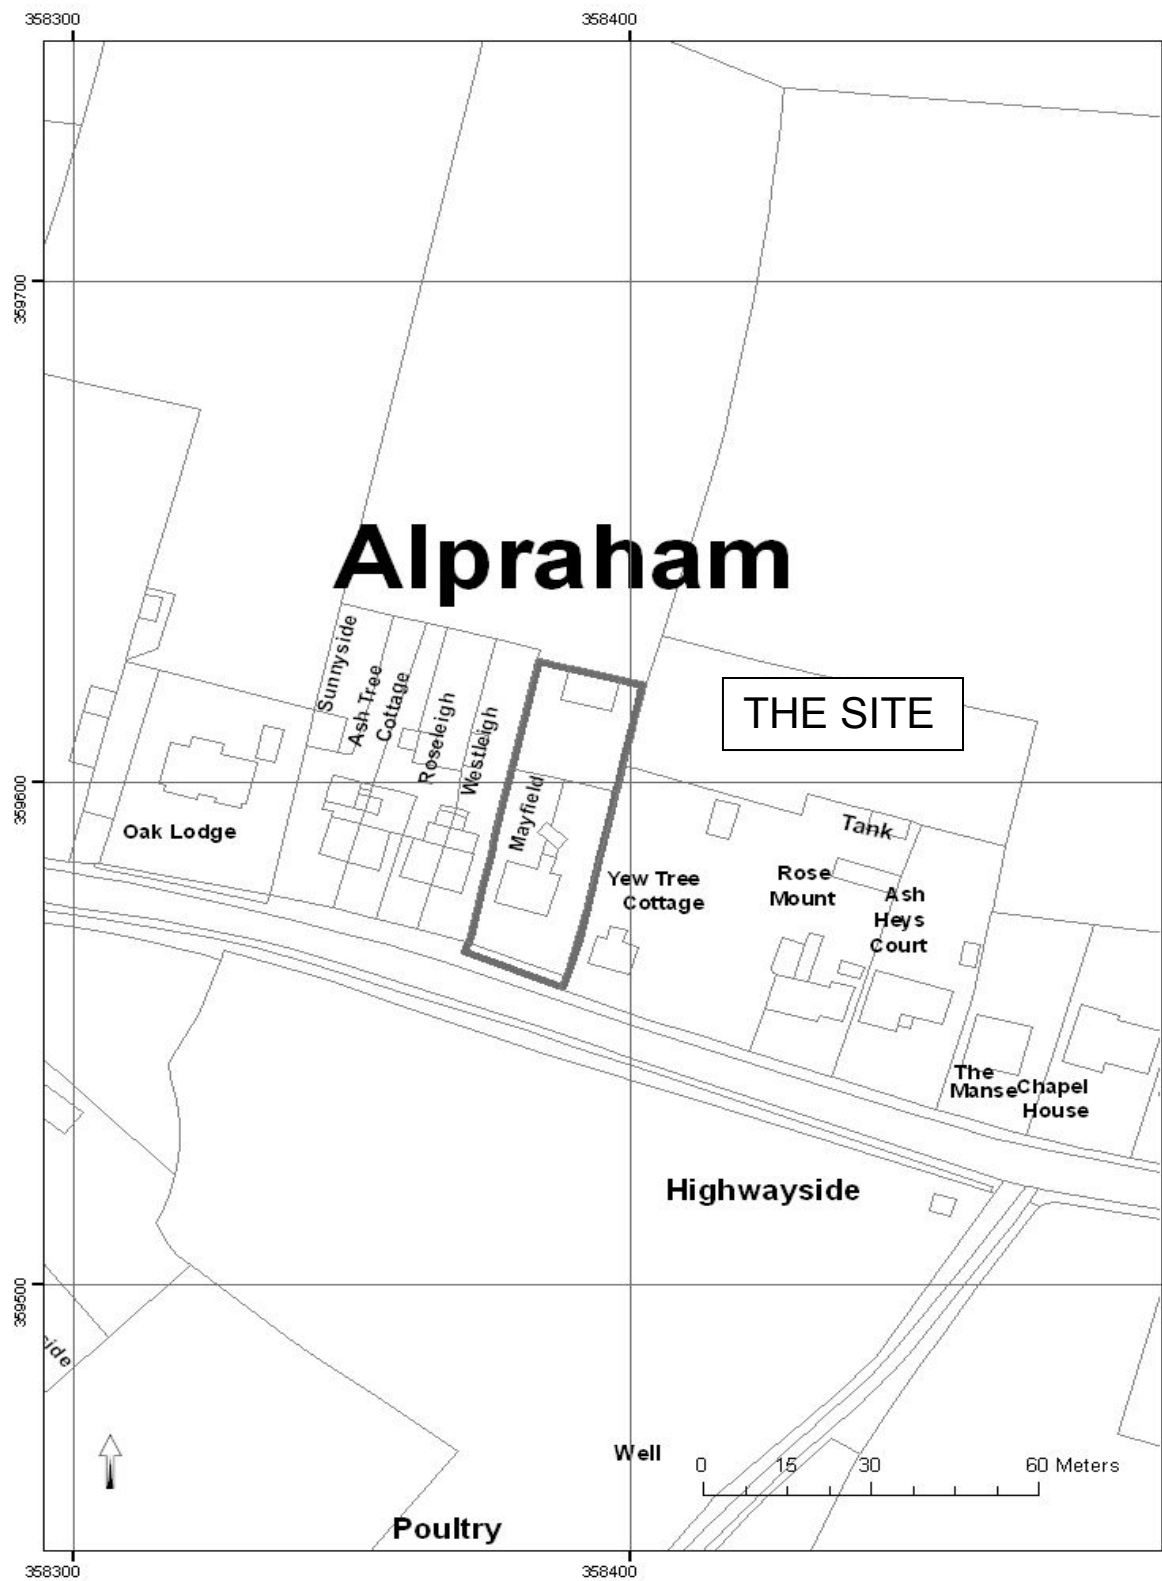 358300
358400
359700
Alpraham
Sunnyside
Ash Tree
Cottage
Roseleigh
Westleigh
THE SITE
359600
Mayfield
Oak Lodge
Tank
Yew Tree
Cottage
Rose
Mount
Ash
Heys
Court
The
Manse
Chapel
House
Highwayside
359500
side
Well
0 15 30 60 Meters
Poultry
358300
358400